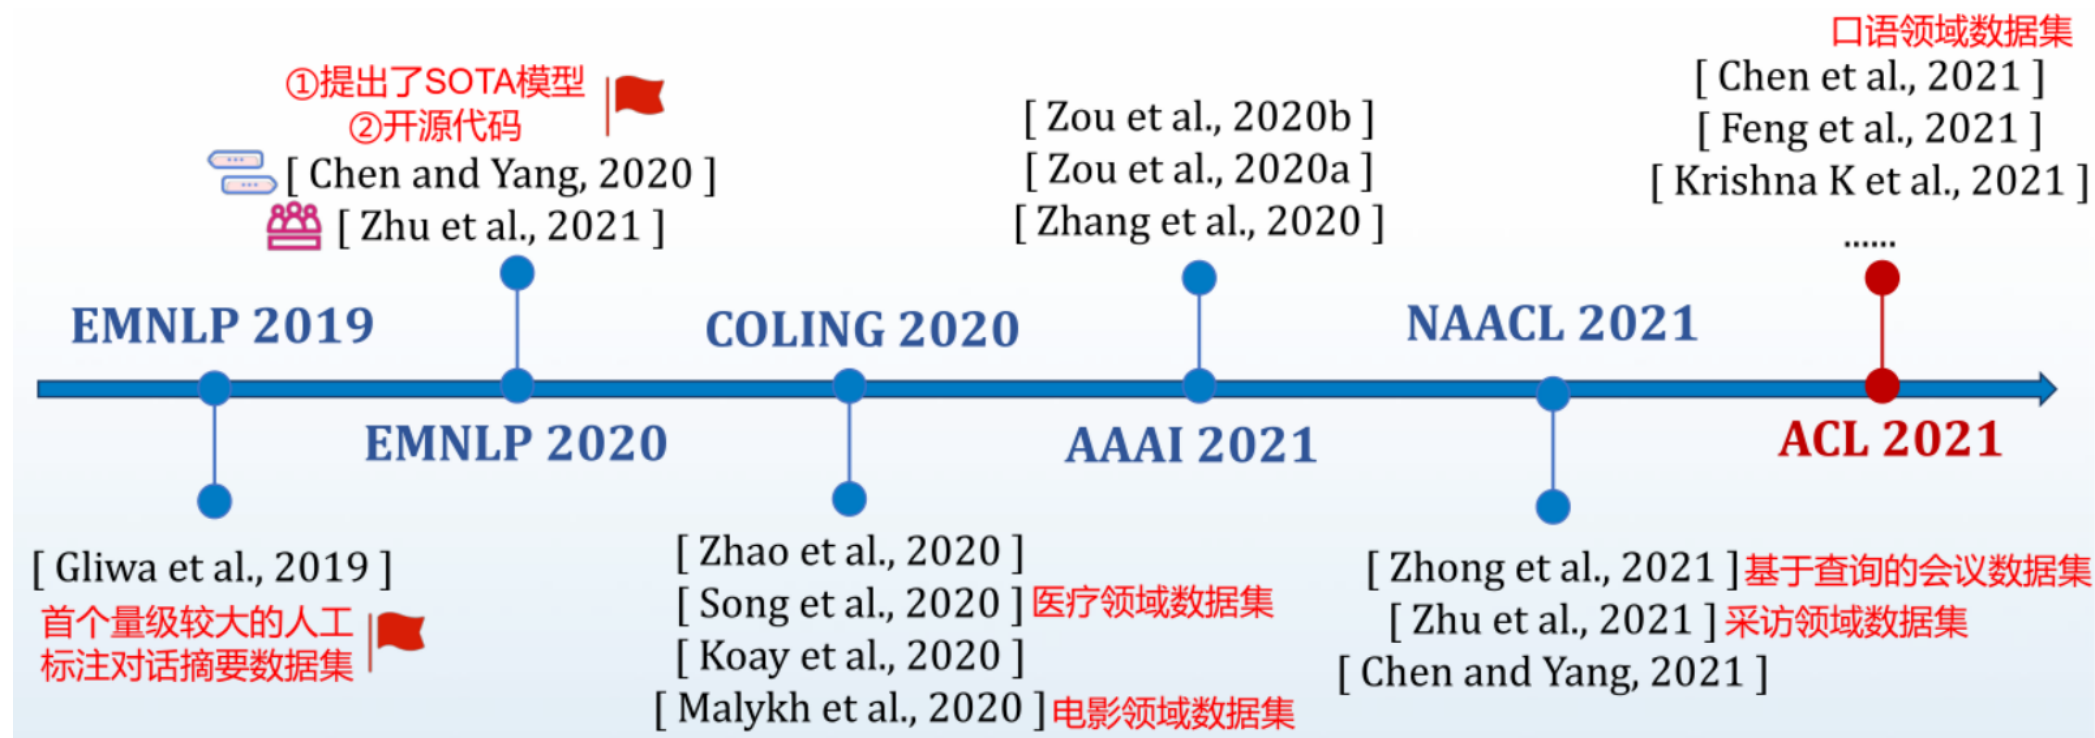 ①提出了SOTA模型
②开源代码
[ Chen and Yang, 2020 ]
[ Zhu et al., 2021 ]
[ Zou et al., 2020b ]
[ Zou et al., 2020a ]
[ Zhang et al., 2020 ]
口语领域数据集
[ Chen et al., 2021 ]
[ Feng et al., 2021 ]
[ Krishna K et al., 2021 ]
......
EMNLP 2019
COLING 2020
NAACL 2021
EMNLP 2020
AAAI 2021
ACL 2021
[ Gliwa et al., 2019 ]
首个量级较大的人工
标注对话摘要数据集
[ Zhao et al., 2020 ]
[ Song et al., 2020 ] 医疗领域数据集
[ Koay et al., 2020 ]
[ Malykh et al., 2020 ] 电影领域数据集
[ Zhong et al., 2021 ] 基于查询的会议数据集
[ Zhu et al., 2021 ] 采访领域数据集
[ Chen and Yang, 2021 ]